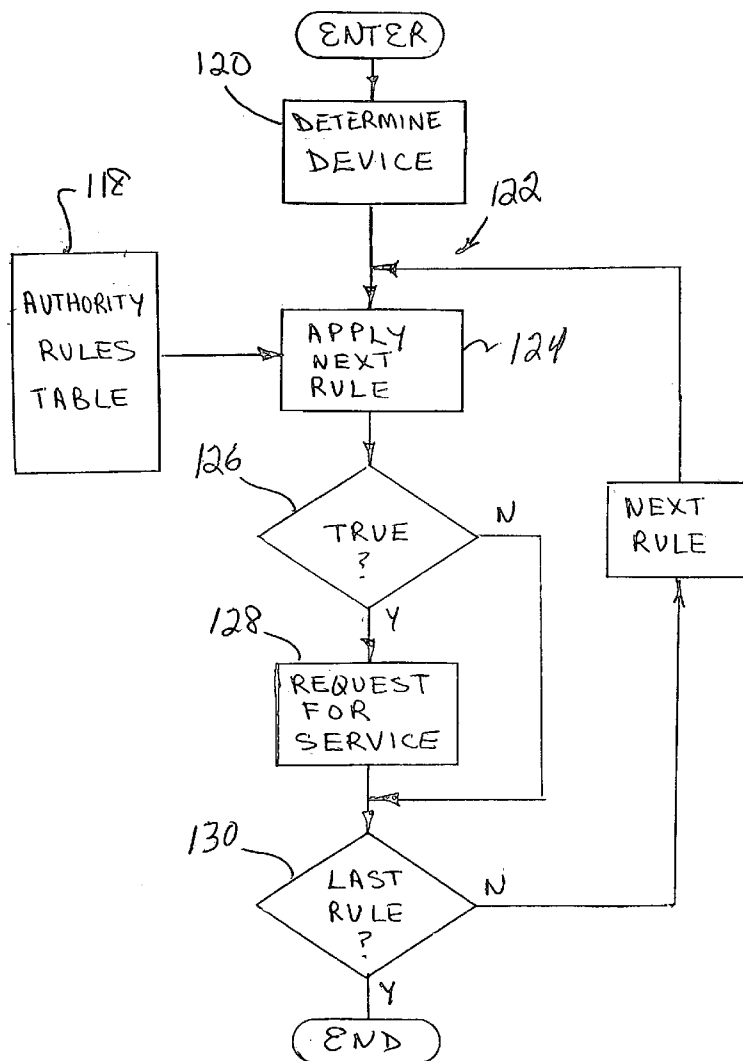 ENTER
120
DETERMINE
DEVICE
118
122
AUTHORITY
RULES
TABLE
APPLY
NEXT
RULE
124
126
TRUE
?
N
NEXT
RULE
Y
128
REQUEST
FOR
SERVICE
130
LAST
RULE
?
N
Y
END